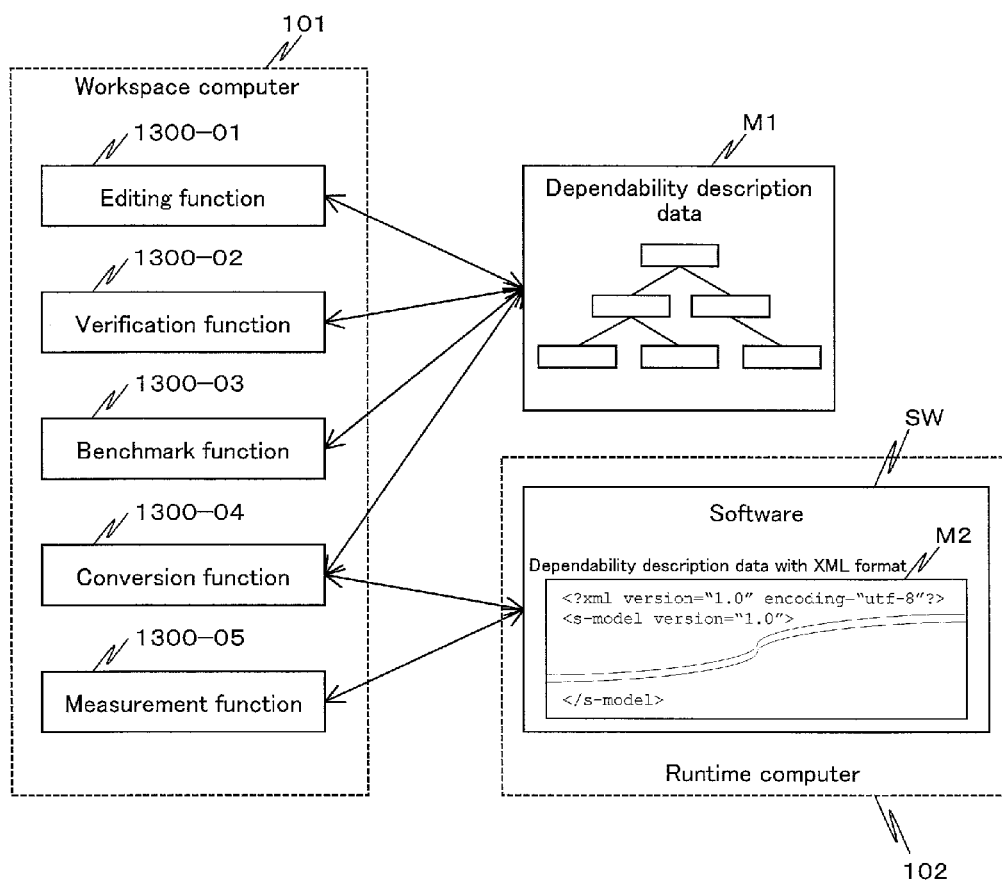 101
Workspace computer
1300-01
Editing function
1300-02
Verification function
1300-03
Benchmark function
1300-04
Conversion function
1300-05
Measurement function
M1
Dependability description
data
SW
Software
M2
Dependability description data with XML format
<?xml version="1.0" encoding="utf-8"?>
<s-model version="1.0">
</s-model>
Runtime computer
102